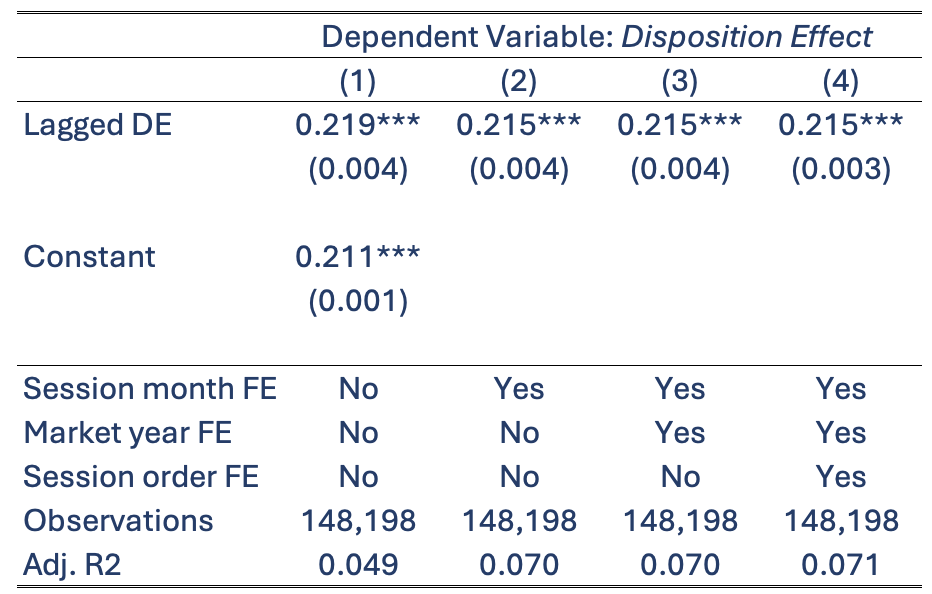 Dependent Variable: Disposition Effect
(1) (2) (3) (4)
Lagged DE 0.219*** 0.215*** 0.215*** 0.215***
(0.004) (0.004) (0.004) (0.003)
Constant 0.211***
(0.001)
Session month FE No Yes Yes Yes
Market year FE No No Yes Yes
Session order FE No No No Yes
Observations 148,198 148,198 148,198 148,198
Adj. R2 0.049 0.070 0.070 0.071